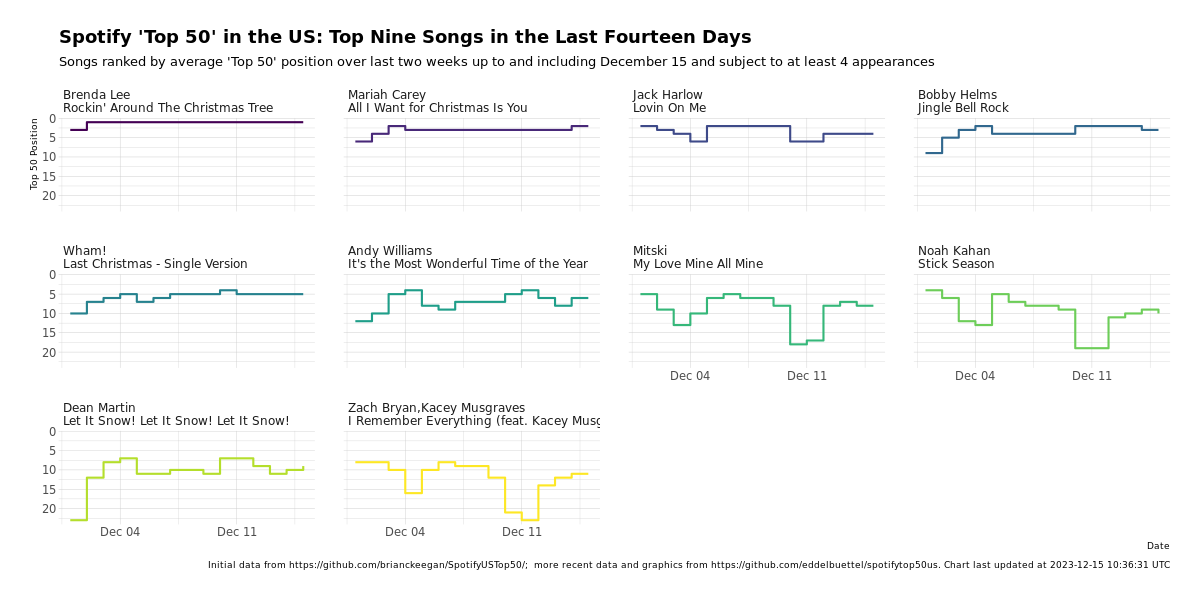 Spotify 'Top 50' in the US: Top Nine Songs in the Last Fourteen Days
Songs ranked by average 'Top 50' position over last two weeks up to and including December 15 and subject to at least 4 appearances
Brenda Lee
Rockin' Around The Christmas Tree
Mariah Carey
All I Want for Christmas Is You
Jack Harlow
Lovin On Me
Bobby Helms
Jingle Bell Rock
Top 50 Position
0
5
10
15
20
Wham!
Last Christmas - Single Version
Andy Williams
It's the Most Wonderful Time of the Year
Mitski
My Love Mine All Mine
Noah Kahan
Stick Season
0
5
10
15
20
Dec 04
Dec 11
Dec 04
Dec 11
Dean Martin
Let It Snow! Let It Snow! Let It Snow!
Zach Bryan,Kacey Musgraves
I Remember Everything (feat. Kacey Musg
0
5
10
15
20
Dec 04
Dec 11
Dec 04
Dec 11
Date
Initial data from https://github.com/brianckeegan/SpotifyUSTop50/; more recent data and graphics from https://github.com/eddelbuettel/spotifytop50us. Chart last updated at 2023-12-15 10:36:31 UTC